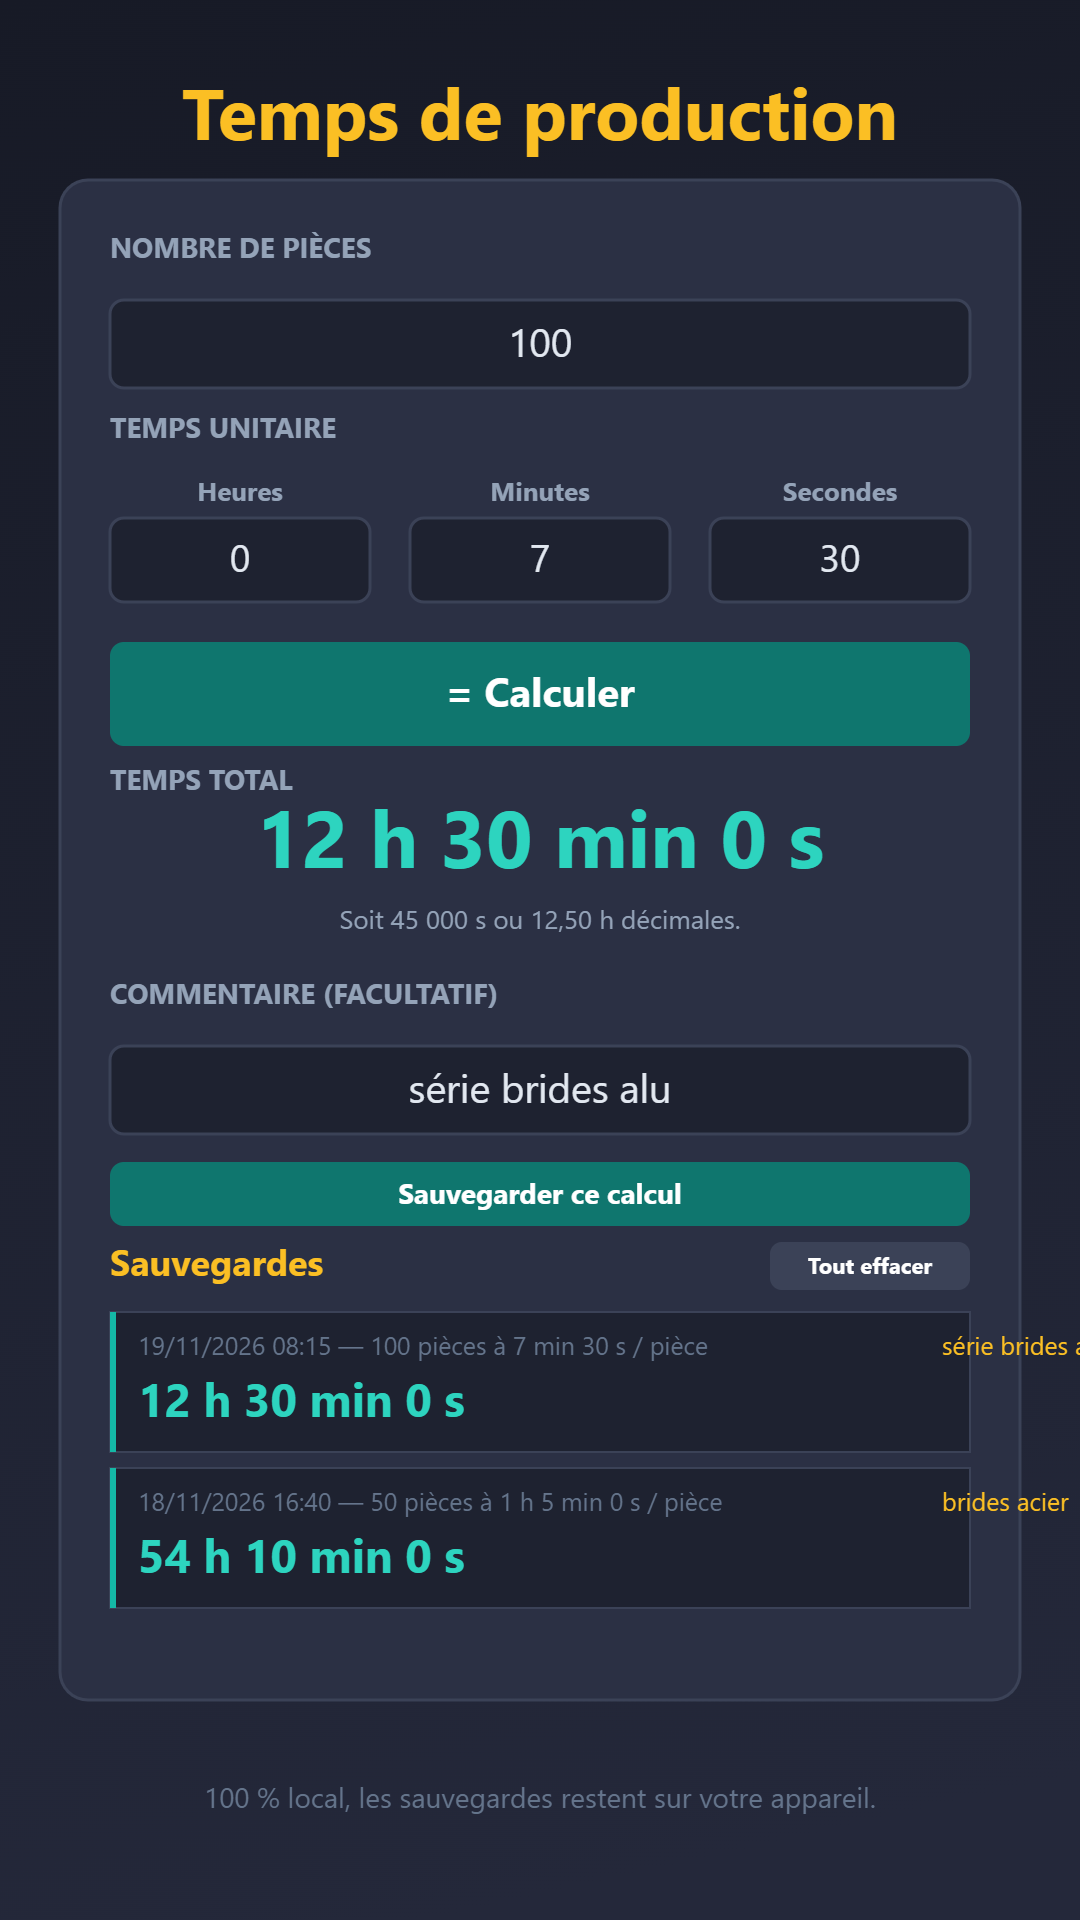 Temps de production
NOMBRE DE PIÈCES
100
TEMPS UNITAIRE
Heures
Minutes
Secondes
0
7
30
= Calculer
TEMPS TOTAL
12 h 30 min 0 s
Soit 45 000 s ou 12,50 h décimales.
COMMENTAIRE (FACULTATIF)
série brides alu
Sauvegarder ce calcul
Sauvegardes
Tout effacer
19/11/2026 08:15 — 100 pièces à 7 min 30 s / pièce
série brides
12 h 30 min 0 s
18/11/2026 16:40 — 50 pièces à 1 h 5 min 0 s / pièce
brides acier
54 h 10 min 0 s
100 % local, les sauvegardes restent sur votre appareil.